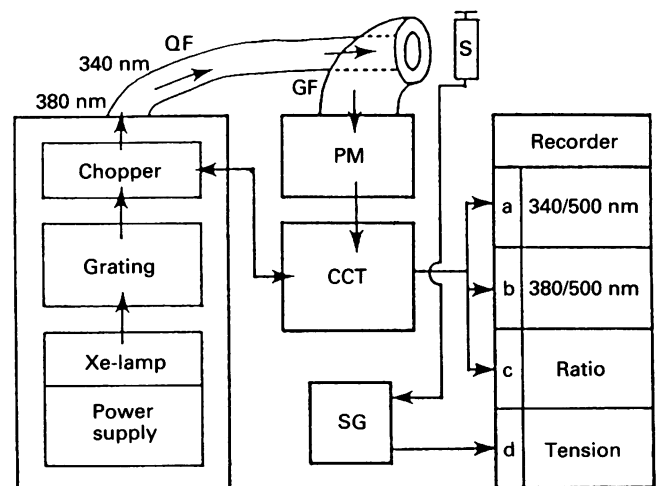 QF
S
340 nm
GF
380 nm
Recorder
Chopper
PM
a 340/500 nm
Grating
CCT
b 380/500 nm
Xe-lamp
c Ratio
Power
supply
SG
d Tension